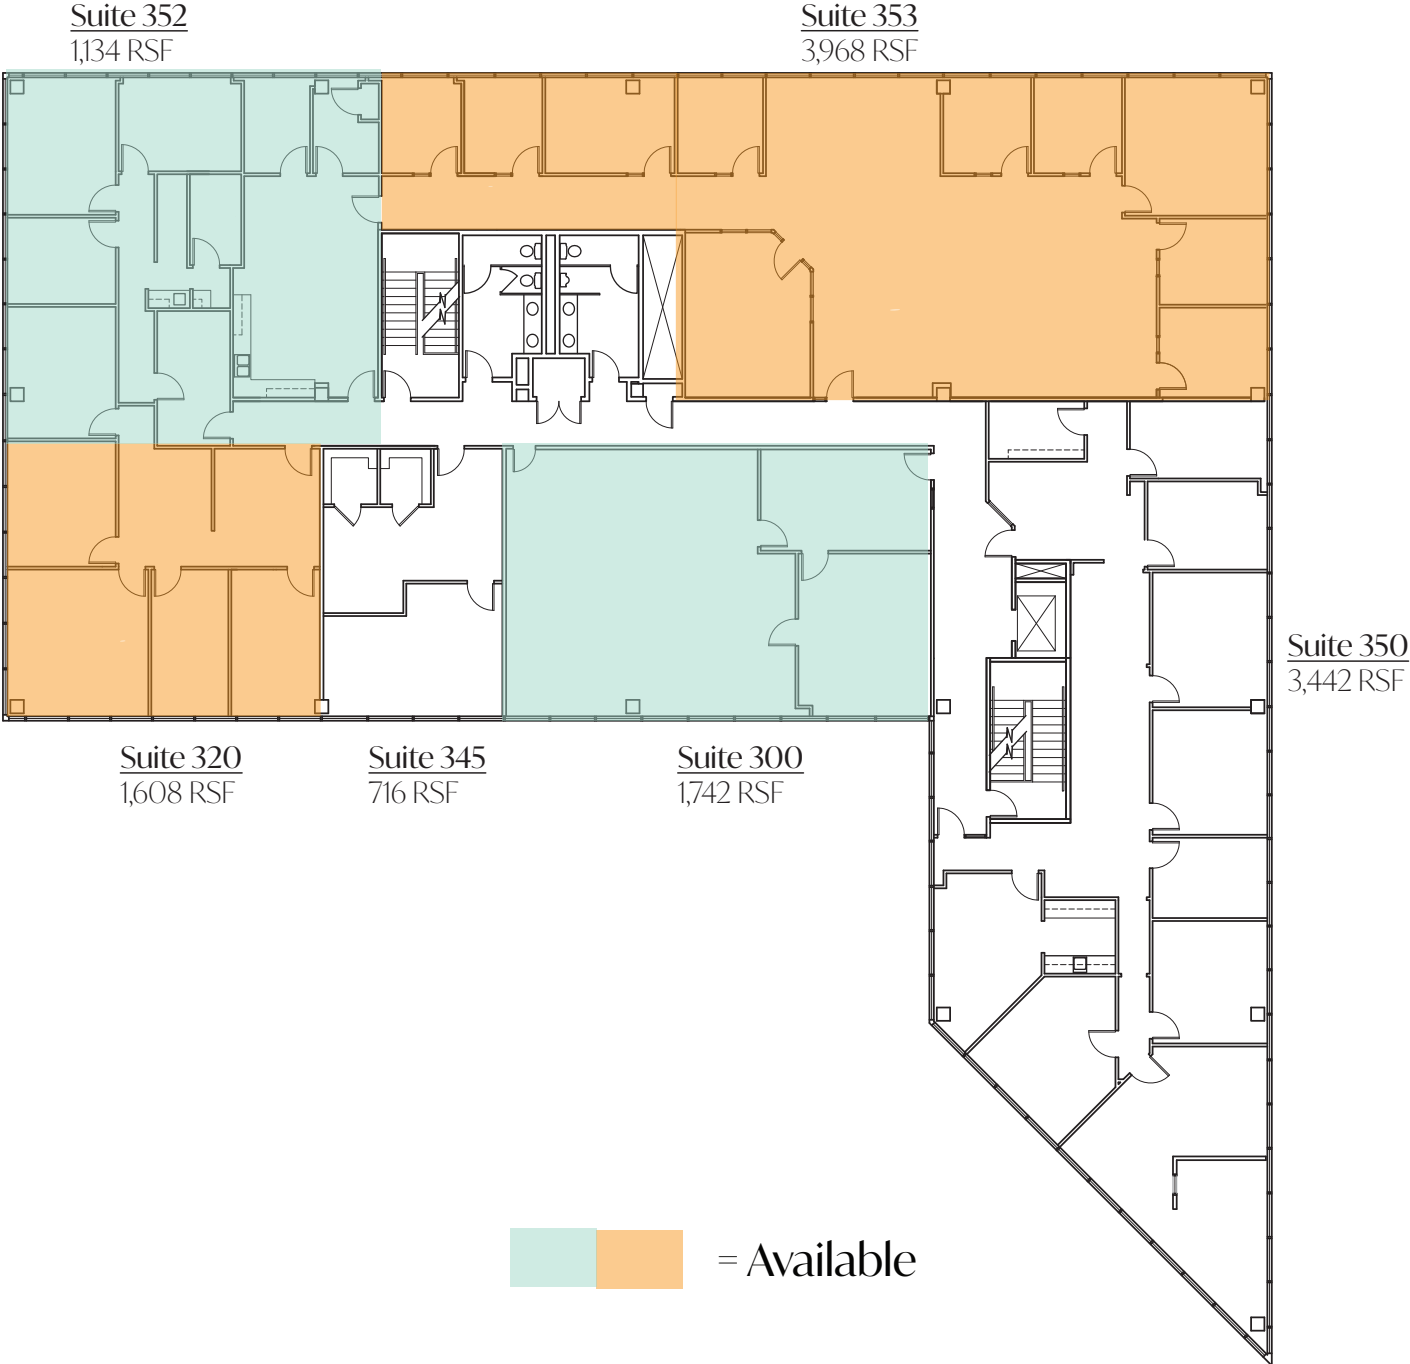 Suite 352
1,134 RSF
Suite 353
3,968 RSF
Suite 350
3,442 RSF
Suite 320
1,608 RSF
Suite 345
716 RSF
Suite 300
1,742 RSF
= Available